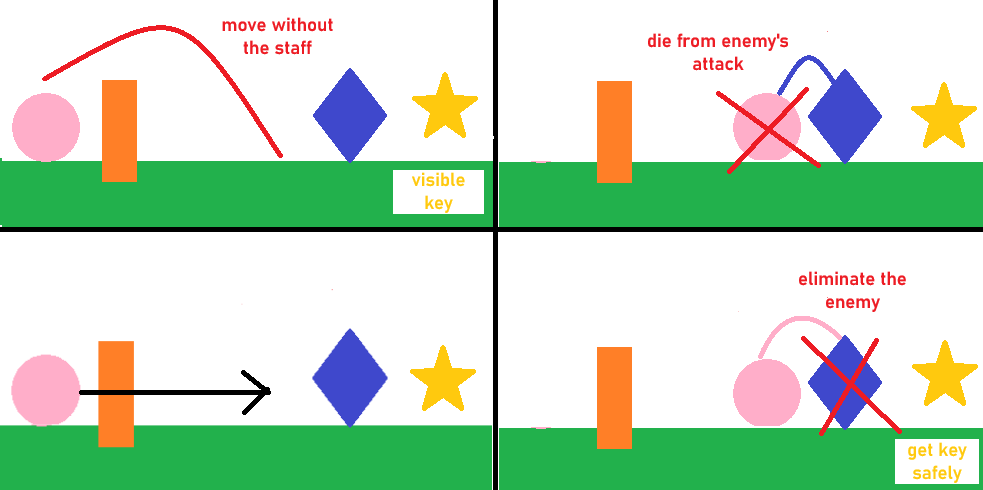 move without
the staff
visible
key
die from enemy's
attack
eliminate the
enemy
get key
safely